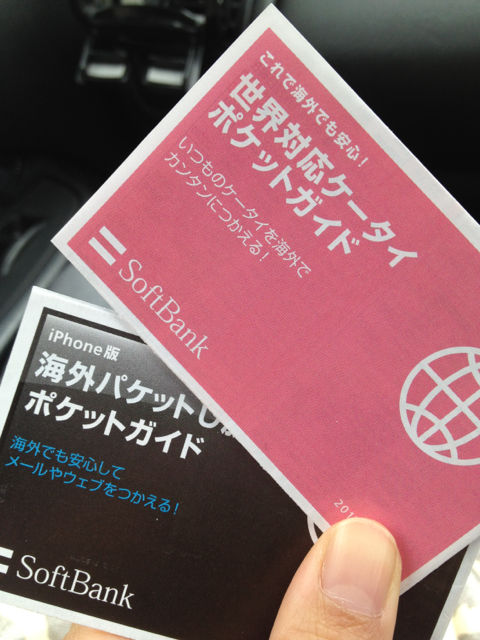 これで海外でも安心！
世界対応ケータイ
ポケットガイド
いつものケータイを海外で
カンタンにつかえる！
SoftBank
201
iPhone版
海外パケットし
ポケットガイド
海外でも安心して
メールやウェブをつかえる！
SoftBank